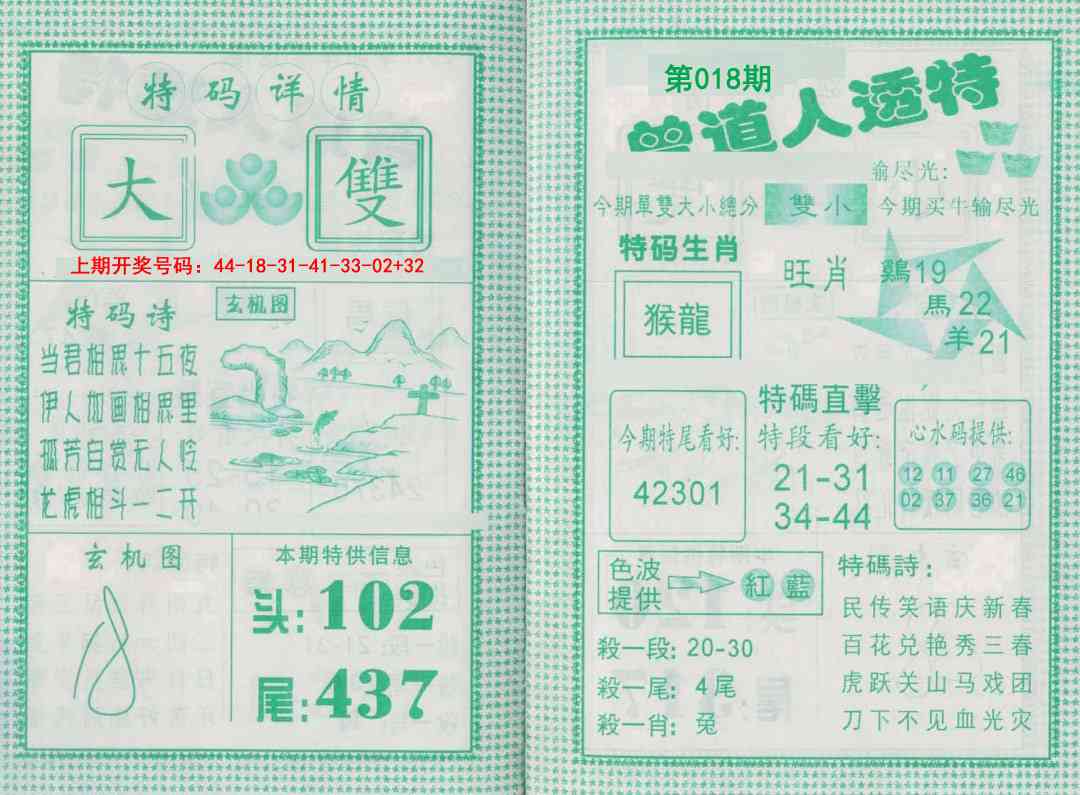 特码详情
大 雙
上期开奖号码：44-18-31-41-33-02+32
特码诗
当君相思十五夜
伊人加画相思里
孤芳自赏无人怜
龙虎相斗一二开
玄机图
玄机图
本期特供信息
头:102
尾:437
第018期
曾道人透特
输尽光:
今期單雙大小總分 雙小 今期买牛输尽光
特码生肖
猴龍
旺肖
鷄19
馬22
羊21
今期特尾看好:
42301
特碼直擊
特段看好:
21-31
34-44
心水码提供:
12 11 27 46
02 37 36 21
色波
提供
紅 藍
殺一段: 20-30
殺一尾: 4尾
殺一肖: 兔
特碼詩:
民传笑语庆新春
百花兑艳秀三春
虎跃关山马戏团
刀下不见血光灾